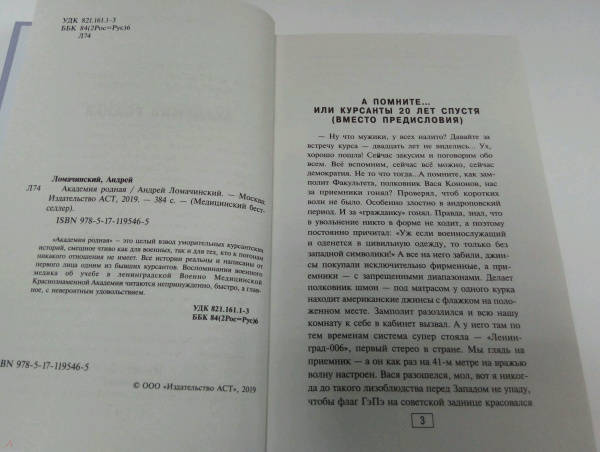 УДК 821.161.1-3
ББК 84(2Рос=Рус)6
Л74
Ломачинский, Андрей
Л74 Академия родная / Андрей Ломачинский. — Москва:
Издательство АСТ, 2019. — 384 с. — (Медицинский бест-
селлер).
ISBN 978-5-17-119546-5
«Академия родная» – это целый взвод уморительных курсантских
историй, смешное чтиво как для военных, так и для тех, кто к погонам
никакого отношения не имеет. Все истории реальны и написаны от
первого лица одним из бывших курсантов. Воспоминания военного
медика об учебе в ленинградской Военно Медицинской
Краснознаменной Академии читаются непринужденно, быстро, а глав-
ное, с невероятным удовольствием.
УДК 821.161.1-3
ББК 84(2Рос=Рус)6
ISBN 978-5-17-119546-5
© ООО «Издательство АСТ», 2019
А ПОМНИТЕ...
ИЛИ КУРСАНТЫ 20 ЛЕТ СПУСТЯ
(ВМЕСТО ПРЕДИСЛОВИЯ)
— Ну что мужики, у всех налито? Давайте за
встречу курса — двадцать лет не виделись... Ух,
хорошо пошла! Сейчас закусим и поговорим обо
всем. Всё вспомним, сейчас всё можно, сейчас
демократия. Не то что тогда...А помните, как зам-
полит Факультета, полковник Вася Кононов, нас
за приемники гонял? Проверял, чтоб коротких
волн не было. Особенно злостно в андроповский
период. И за «гражданку» гонял. Правда, знал, что
в увольнение никто в форме не ходит, а поэтому
постоянно причитал: «Уж если военнослужащий
и оденется в цивильную одежду, то только без
западной символики!» А все на него забили, джин-
сы покупали исключительно фирменные, а при-
емники — с запрещенными диапазонами. Делает
полковник шмон — под матрасом у одного курка
находит американские джинсы с флажком на по-
ложенном месте. Замполит разозлился и всю нашу
комнату к себе в кабинет вызвал. А у него там по
тем временам система супер стояла — «Ленин-
град-006», первый стерео в стране. Мы глядь на
приемник — а он как раз на 41-м метре на вражью
волну настроен. Вася разошелся, мол, вот я никог-
да до такого лизоблюдства перед Западом не упаду,
чтобы флаг ГэПэ на советской заднице красовался
3